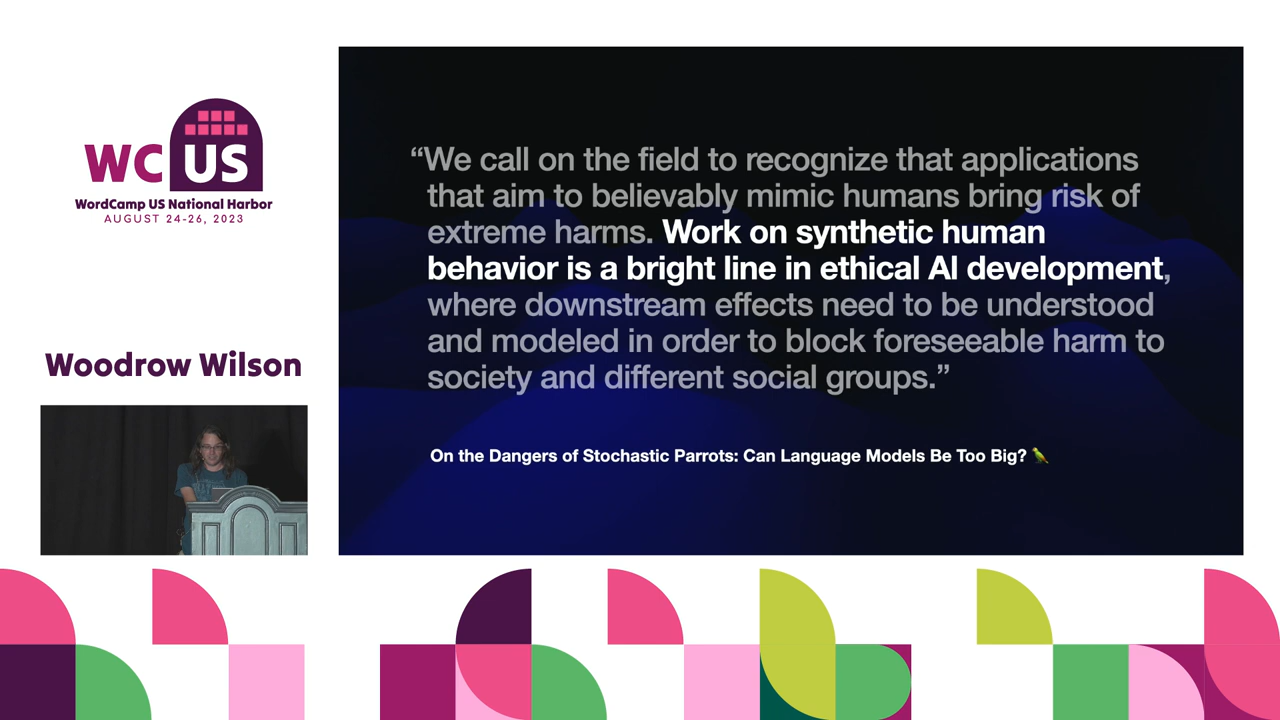 WC US
WordCamp US National Harbor
AUGUST 24-26, 2023
Woodrow Wilson
“We call on the field to recognize that applications
that aim to believably mimic humans bring risk of
extreme harms. Work on synthetic human
behavior is a bright line in ethical AI development,
where downstream effects need to be understood
and modeled in order to block foreseeable harm to
society and different social groups.”
On the Dangers of Stochastic Parrots: Can Language Models Be Too Big? 🦜